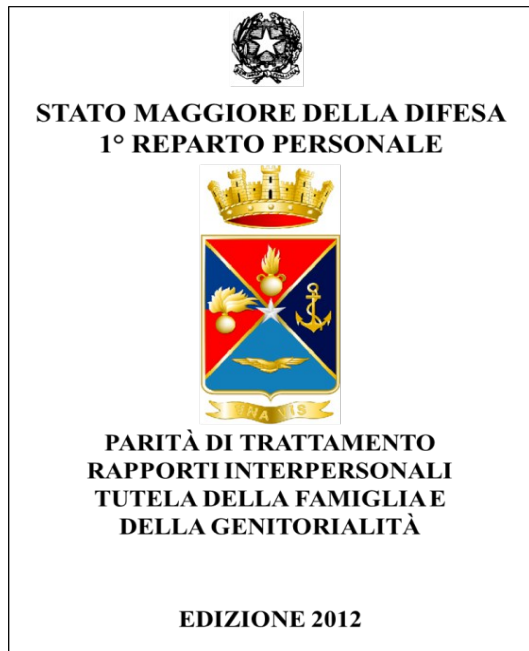 STATO MAGGIORE DELLA DIFESA
1° REPARTO PERSONALE
UNA VIS
PARITÀ DI TRATTAMENTO
RAPPORTI INTERPERSONALI
TUTELA DELLA FAMIGLIA E
DELLA GENITORIALITÀ
EDIZIONE 2012